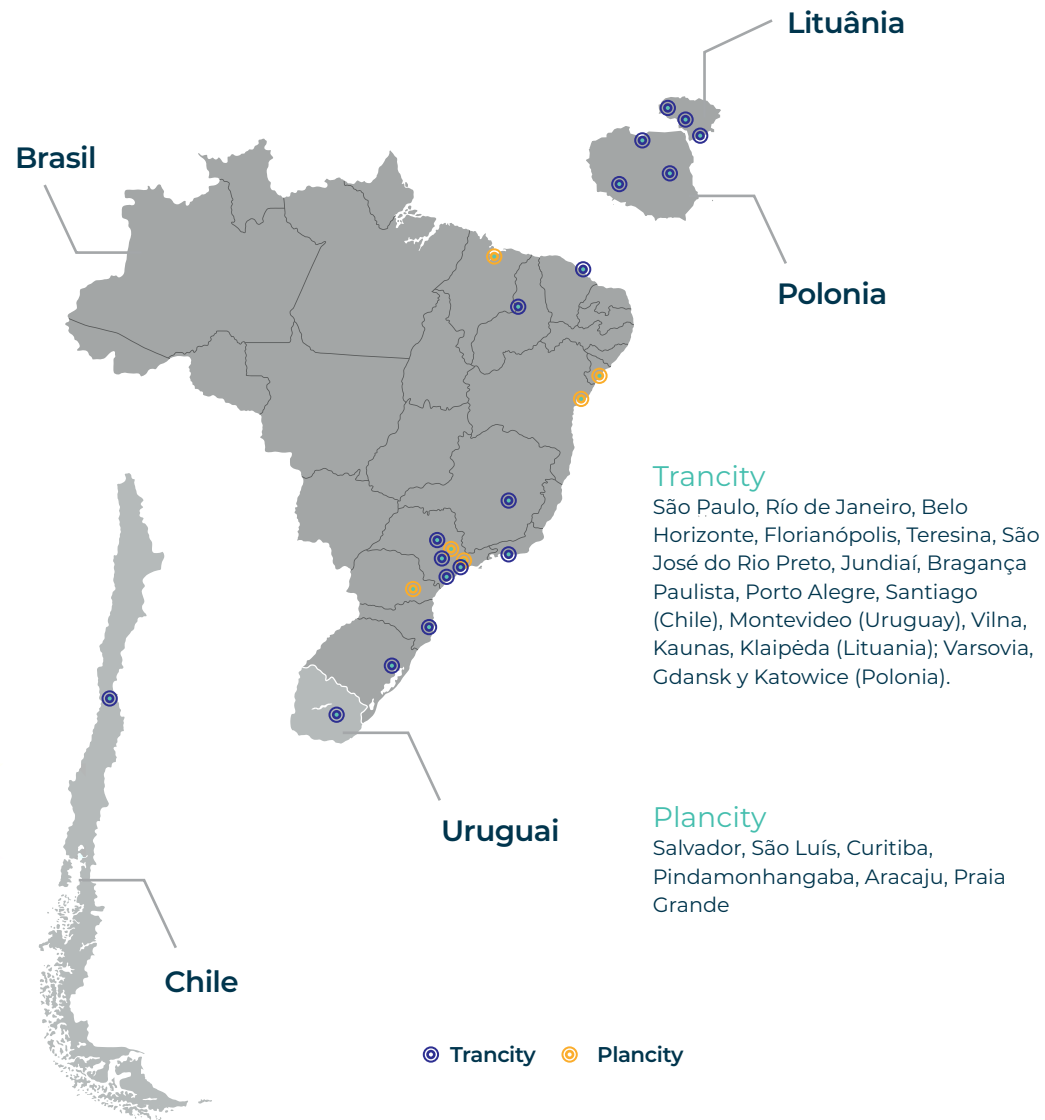 Lituânia
Brasil
Polonia
Trancity
São Paulo, Río de Janeiro, Belo
Horizonte, Florianópolis, Teresina, São
José do Rio Preto, Jundiaí, Bragança
Paulista, Porto Alegre, Santiago
(Chile), Montevideo (Uruguay), Vilna,
Kaunas, Klaipėda (Lituania); Varsovia,
Gdansk y Katowice (Polonia).
Plancity
Salvador, São Luís, Curitiba,
Pindamonhangaba, Aracaju, Praia
Grande
Uruguai
Chile
Trancity Plancity